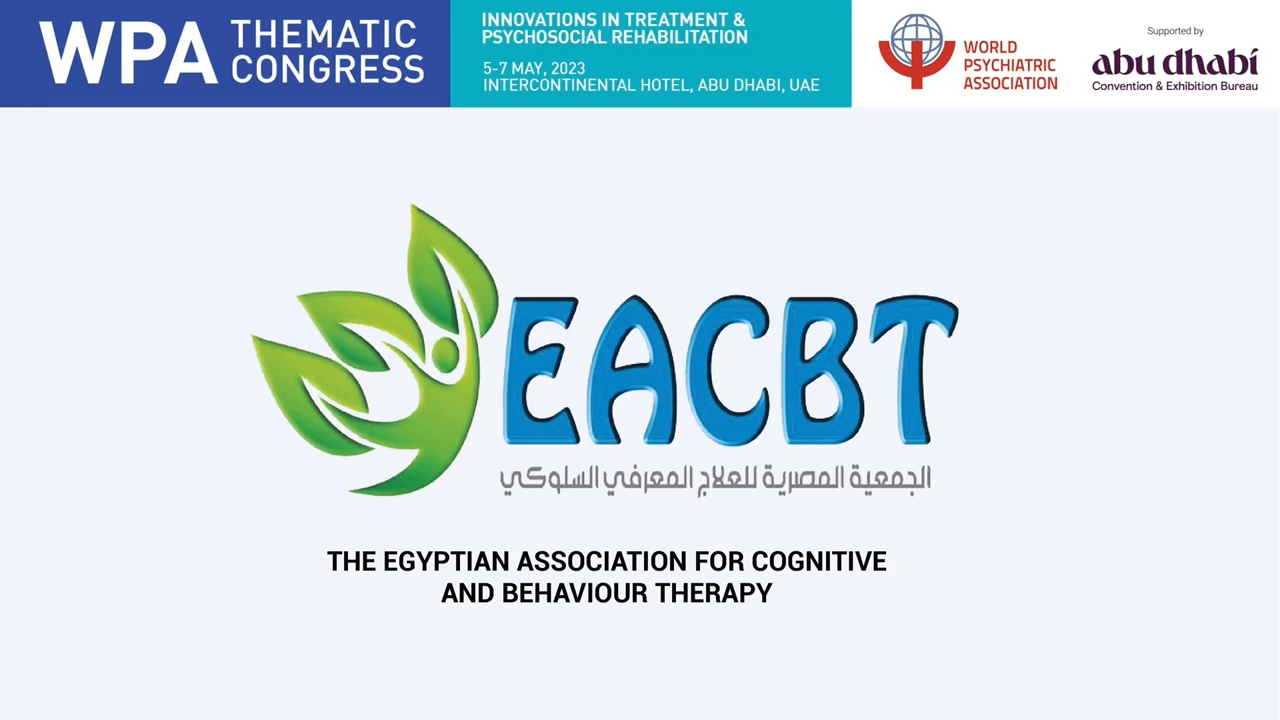 WPA THEMATIC CONGRESS
INNOVATIONS IN TREATMENT &
PSYCHOSOCIAL REHABILITATION
5-7 MAY, 2023
INTERCONTINENTAL HOTEL, ABU DHABI, UAE
WORLD
PSYCHIATRIC
ASSOCIATION
Supported by
abu dhabi
Convention & Exhibition Bureau
EACBT
الجمعية المصرية للعلاج المعرفي السلوكي
THE EGYPTIAN ASSOCIATION FOR COGNITIVE
AND BEHAVIOUR THERAPY